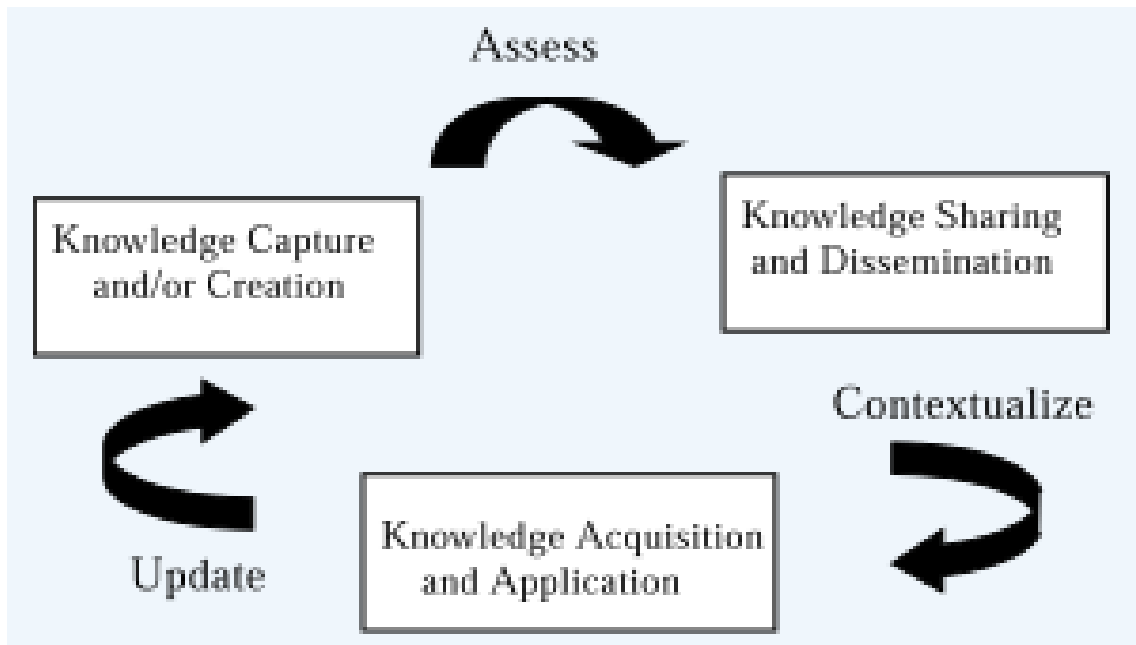 Assess
Knowledge Capture
and/or Creation
Knowledge Sharing
and Dissemination
Contextualize
Knowledge Acquisition
and Application
Update